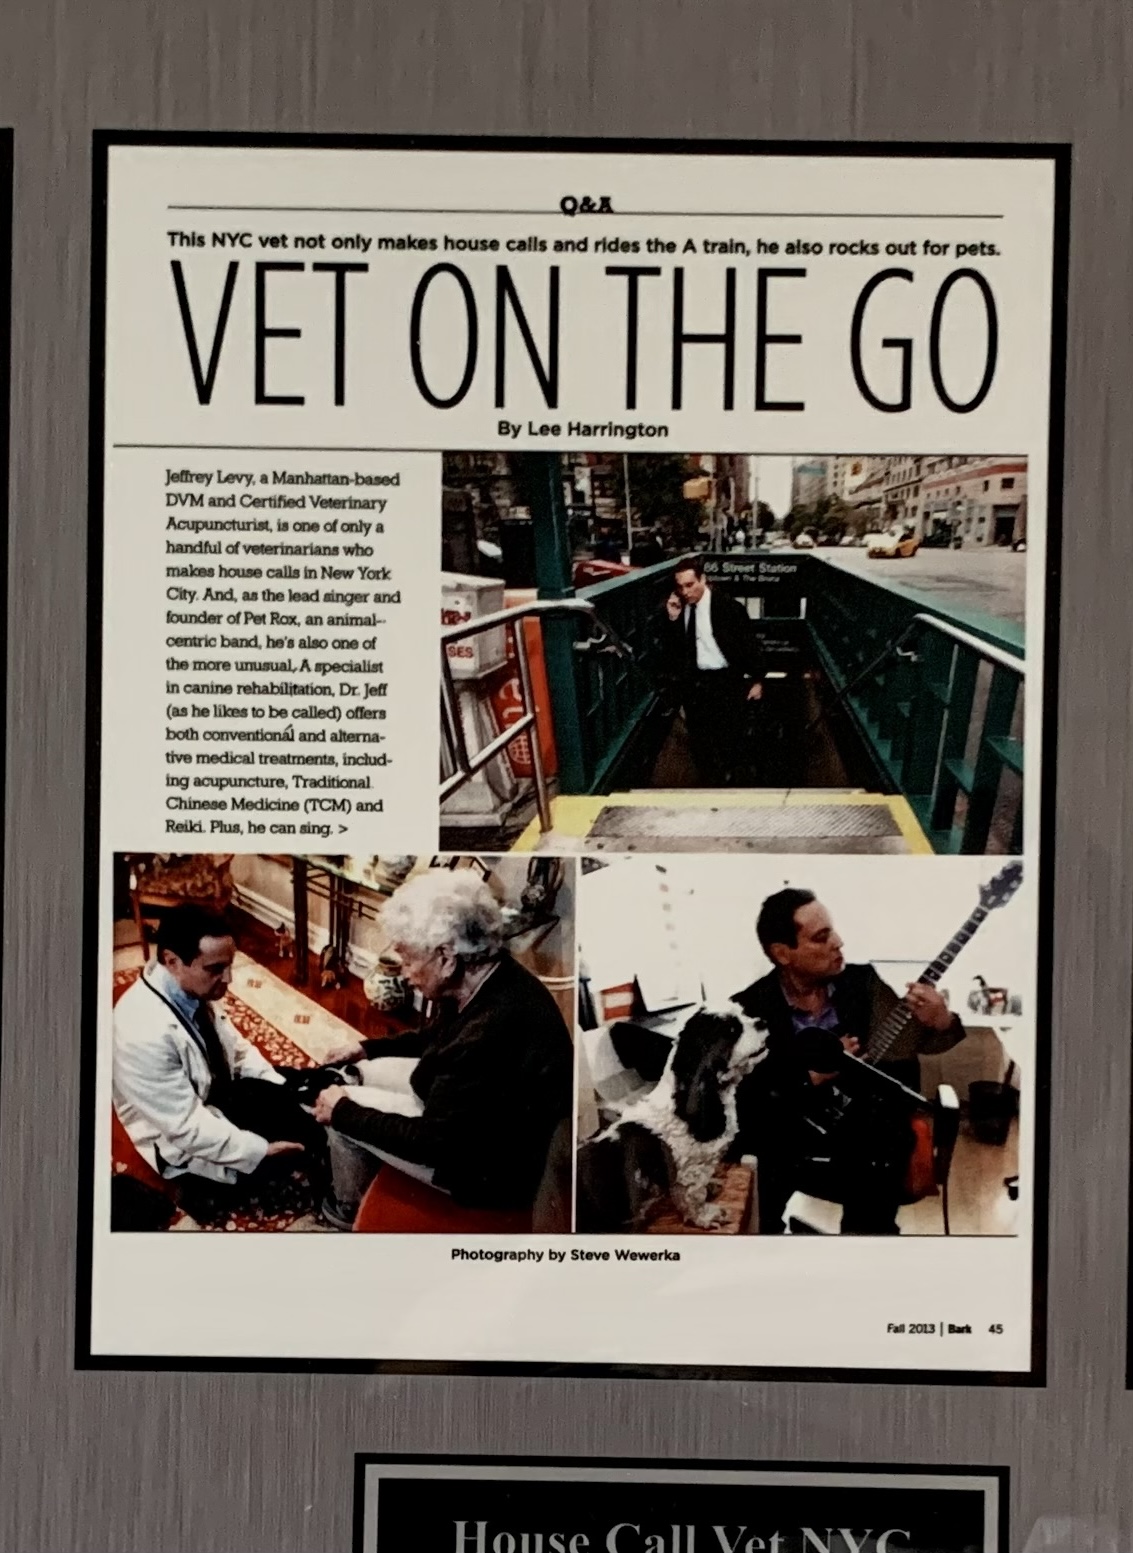 Q&A
This NYC vet not only makes house calls and rides the A train, he also rocks out for pets.
VET ON THE GO
By Lee Harrington
Jeffrey Levy, a Manhattan-based
DVM and Certified Veterinary
Acupuncturist, is one of only a
handful of veterinarians who
makes house calls in New York
City. And, as the lead singer and
founder of Pet Rox, an animal-
centric band, he's also one of
the more unusual. A specialist
in canine rehabilitation, Dr. Jeff
(as he likes to be called) offers
both conventional and alterna-
tive medical treatments, includ-
ing acupuncture, Traditional
Chinese Medicine (TCM) and
Reiki. Plus, he can sing. >
Street Station
Uptown & The Bronx
SES
Photography by Steve Wewerka
Fall 2013 | Bark 45
House Call Vet NYC